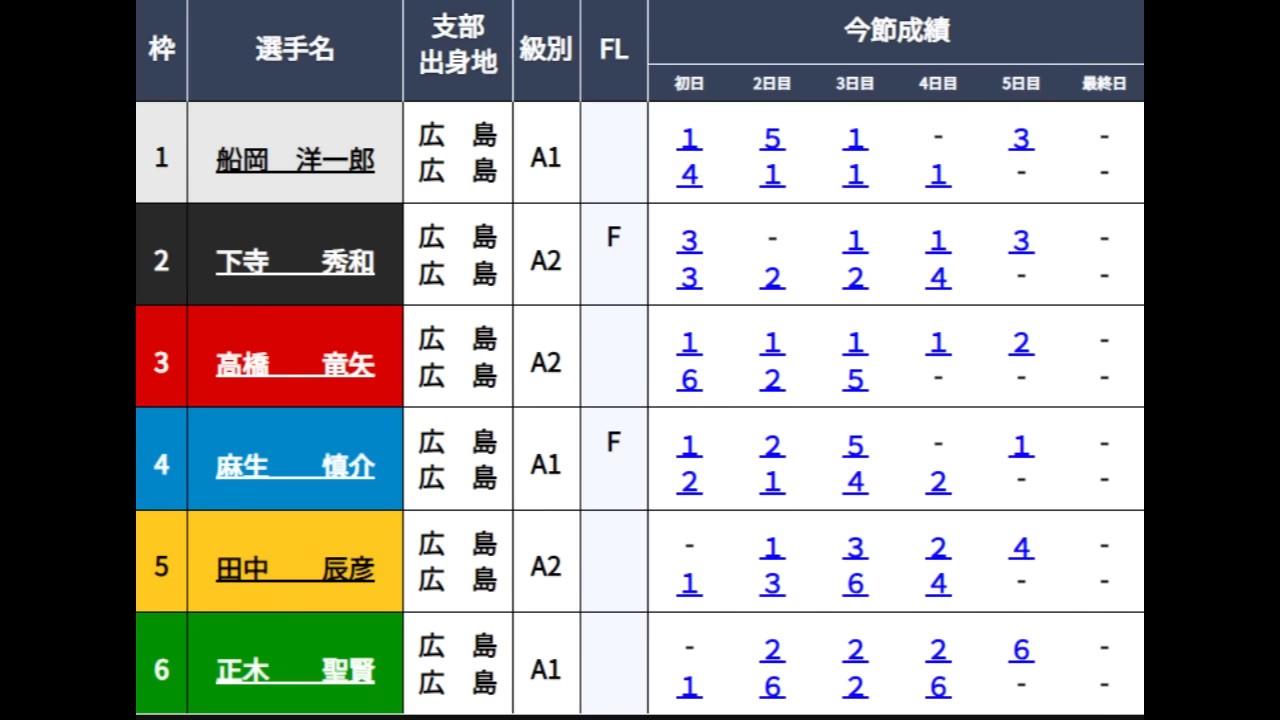 枠 選手名 支部 出身地 級別 FL 今節成績
初日 2日目 3日目 4日目 5日目 最終日
1 船岡 洋一郎 広島 広島 A1
1 5 1 - 3 -
4 1 1 1 - -
2 下寺 秀和 広島 広島 A2 F
3 - 1 1 3 -
3 2 2 4 - -
3 高橋 竜矢 広島 広島 A2
1 1 1 1 2 -
6 2 5 - - -
4 麻生 慎介 広島 広島 A1 F
1 2 5 - 1 -
2 1 4 2 - -
5 田中 辰彦 広島 広島 A2
- 1 3 2 4 -
1 3 6 4 - -
6 正木 聖賢 広島 広島 A1
- 2 2 2 6 -
1 6 2 6 - -